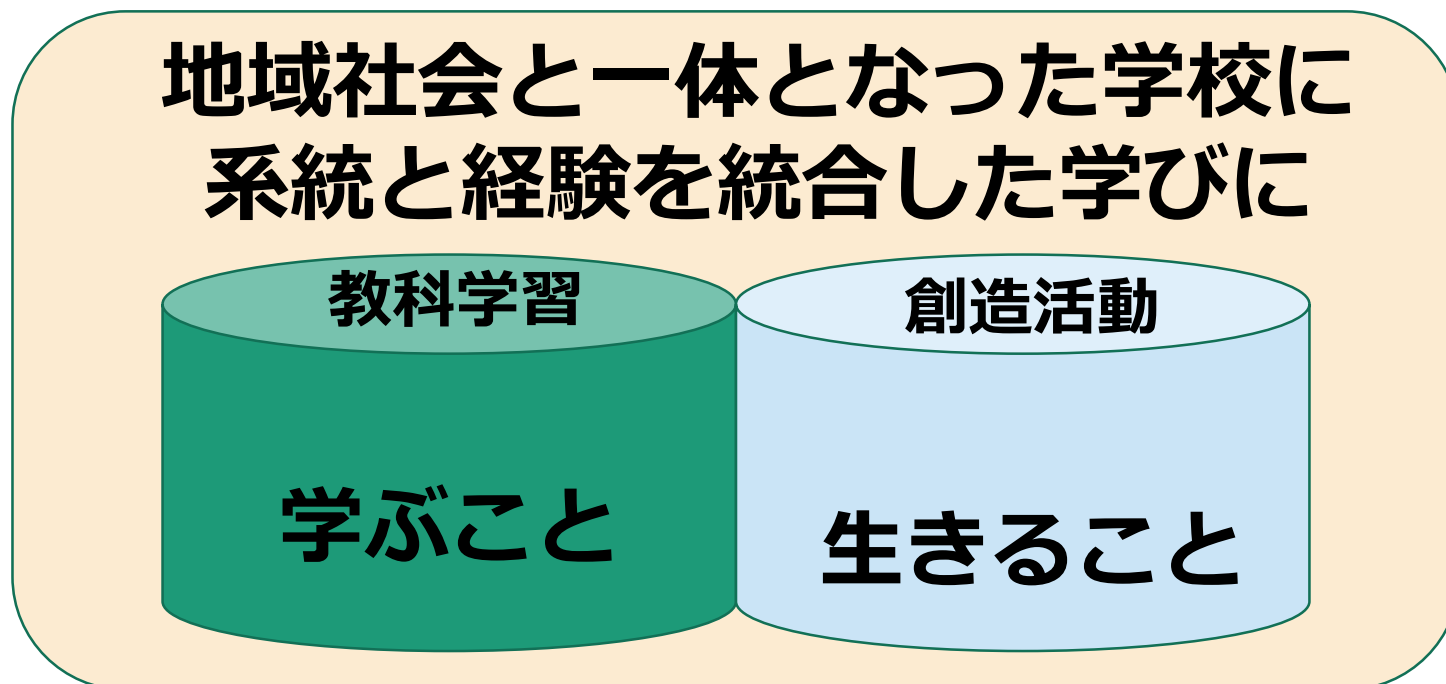 地域社会と一体となった学校に
系統と経験を統合した学びに
教科学習
創造活動
学ぶこと
生きること